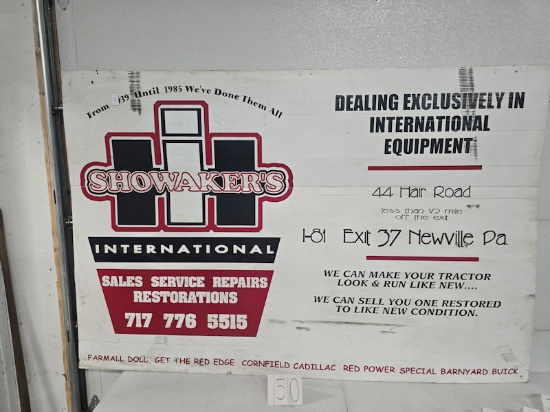 From 1939 Until 1985 We've Done Them All
SHOWAKER'S
INTERNATIONAL
SALES SERVICE REPAIRS
RESTORATIONS
717 776 5515
DEALING EXCLUSIVELY IN
INTERNATIONAL
EQUIPMENT
44 Hair Road
less than 1/2 mile
off the exit
I-81 Exit 37 Newville Pa.
WE CAN MAKE YOUR TRACTOR
LOOK & RUN LIKE NEW....
WE CAN SELL YOU ONE RESTORED
TO LIKE NEW CONDITION.
FARMALL DOLL GET THE RED EDGE CORNFIELD CADILLAC RED POWER SPECIAL BARNYARD BUICK
50